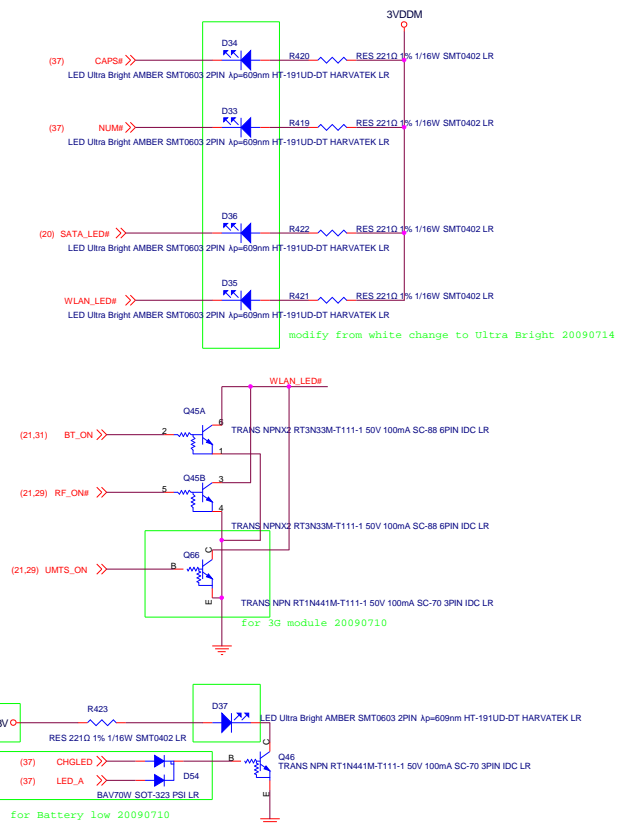 3VDDM
D34
(37) CAPS# R420 RES 221Ω 1% 1/16W SMT0402 LR
LED Ultra Bright AMBER SMT0603 2PIN λp=609nm HT-191UD-DT HARVATEK LR
D33
(37) NUM# R419 RES 221Ω 1% 1/16W SMT0402 LR
LED Ultra Bright AMBER SMT0603 2PIN λp=609nm HT-191UD-DT HARVATEK LR
D36
(20) SATA_LED# R422 RES 221Ω 1% 1/16W SMT0402 LR
LED Ultra Bright AMBER SMT0603 2PIN λp=609nm HT-191UD-DT HARVATEK LR
D35
WLAN_LED# R421 RES 221Ω 1% 1/16W SMT0402 LR
LED Ultra Bright AMBER SMT0603 2PIN λp=609nm HT-191UD-DT HARVATEK LR
modify from white change to Ultra Bright 20090714
WLAN_LED#
Q45A
6
TRANS NPNX2 RT3N33M-T111-1 50V 100mA SC-88 6PIN IDC LR
(21,31) BT_ON 2
1
Q45B
3
(21,29) RF_ON# 5
4
TRANS NPNX2 RT3N33M-T111-1 50V 100mA SC-88 6PIN IDC LR
Q66
C
(21,29) UMTS_ON B
E
TRANS NPN RT1N441M-T111-1 50V 100mA SC-70 3PIN IDC LR
for 3G module 20090710
R423
D37
LED Ultra Bright AMBER SMT0603 2PIN λp=609nm HT-191UD-DT HARVATEK LR
RES 221Ω 1% 1/16W SMT0402 LR
C
Q46
(37) CHGLED B
TRANS NPN RT1N441M-T111-1 50V 100mA SC-70 3PIN IDC LR
(37) LED_A D54
BAV70W SOT-323 PSI LR
E
for Battery low 20090710